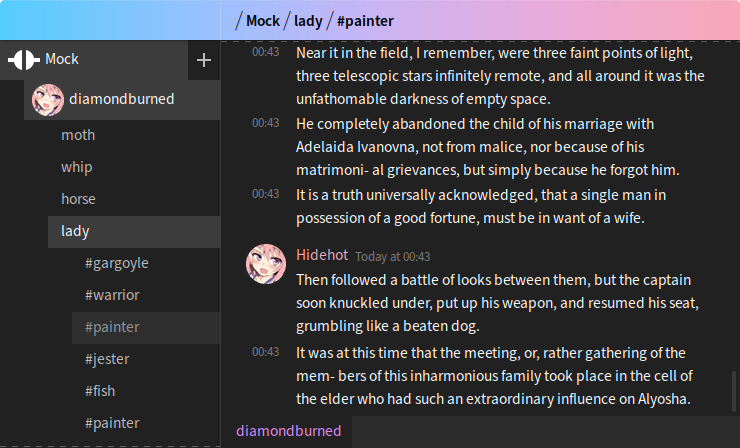 / Mock / lady / #painter
Mock
+
diamondburned
moth
whip
horse
lady
#gargoyle
#warrior
#painter
#jester
#fish
#painter
00:43 Near it in the field, I remember, were three faint points of light,
three telescopic stars infinitely remote, and all around it was the
unfathomable darkness of empty space.
00:43 He completely abandoned the child of his marriage with
Adelaida Ivanovna, not from malice, nor because of his
matrimoni- al grievances, but simply because he forgot him.
00:43 It is a truth universally acknowledged, that a single man in
possession of a good fortune, must be in want of a wife.
Hidehot Today at 00:43
Then followed a battle of looks between them, but the captain
soon knuckled under, put up his weapon, and resumed his seat,
grumbling like a beaten dog.
00:43 It was at this time that the meeting, or, rather gathering of the
mem- bers of this inharmonious family took place in the cell of
the elder who had such an extraordinary influence on Alyosha.
diamondburned